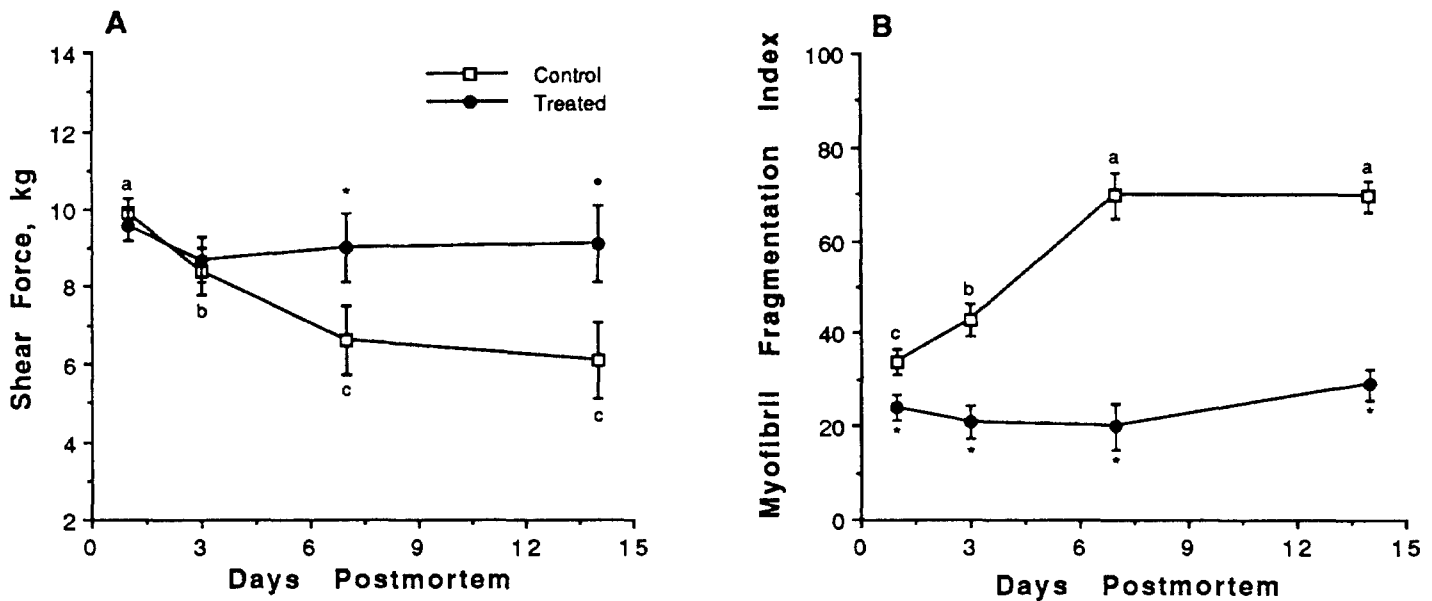 A
Shear Force, kg
14
12
10
8
6
4
2
Control
Treated
a
b
*
c
•
c
0 3 6 9 12 15
Days Postmortem
B
Myofibril Fragmentation Index
100
80
60
40
20
0
c
b
a
a
*
*
*
*
0 3 6 9 12 15
Days Postmortem